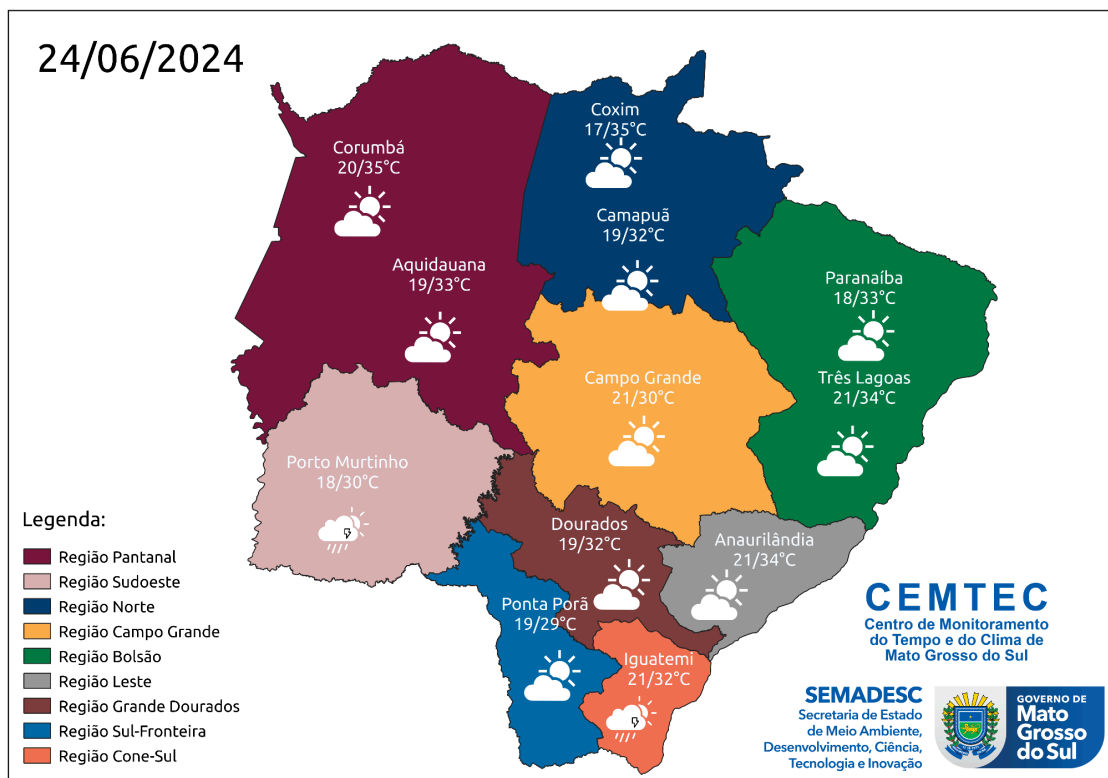 24/06/2024
Coxim
17/35°C
Corumbá
20/35°C
Camapuã
19/32°C
Aquidauana
19/33°C
Paranaíba
18/33°C
Campo Grande
21/30°C
Três Lagoas
21/34°C
Porto Murtinho
18/30°C
Dourados
19/32°C
Anaurilândia
21/34°C
Ponta Porã
19/29°C
Iguatemi
21/32°C
Legenda:
Região Pantanal
Região Sudoeste
Região Norte
Região Campo Grande
Região Bolsão
Região Leste
Região Grande Dourados
Região Sul-Fronteira
Região Cone-Sul
CEMTEC
Centro de Monitoramento
do Tempo e do Clima de
Mato Grosso do Sul
SEMADESC
Secretaria de Estado
de Meio Ambiente,
Desenvolvimento, Ciência,
Tecnologia e Inovação
GOVERNO DE
Mato
Grosso
do Sul